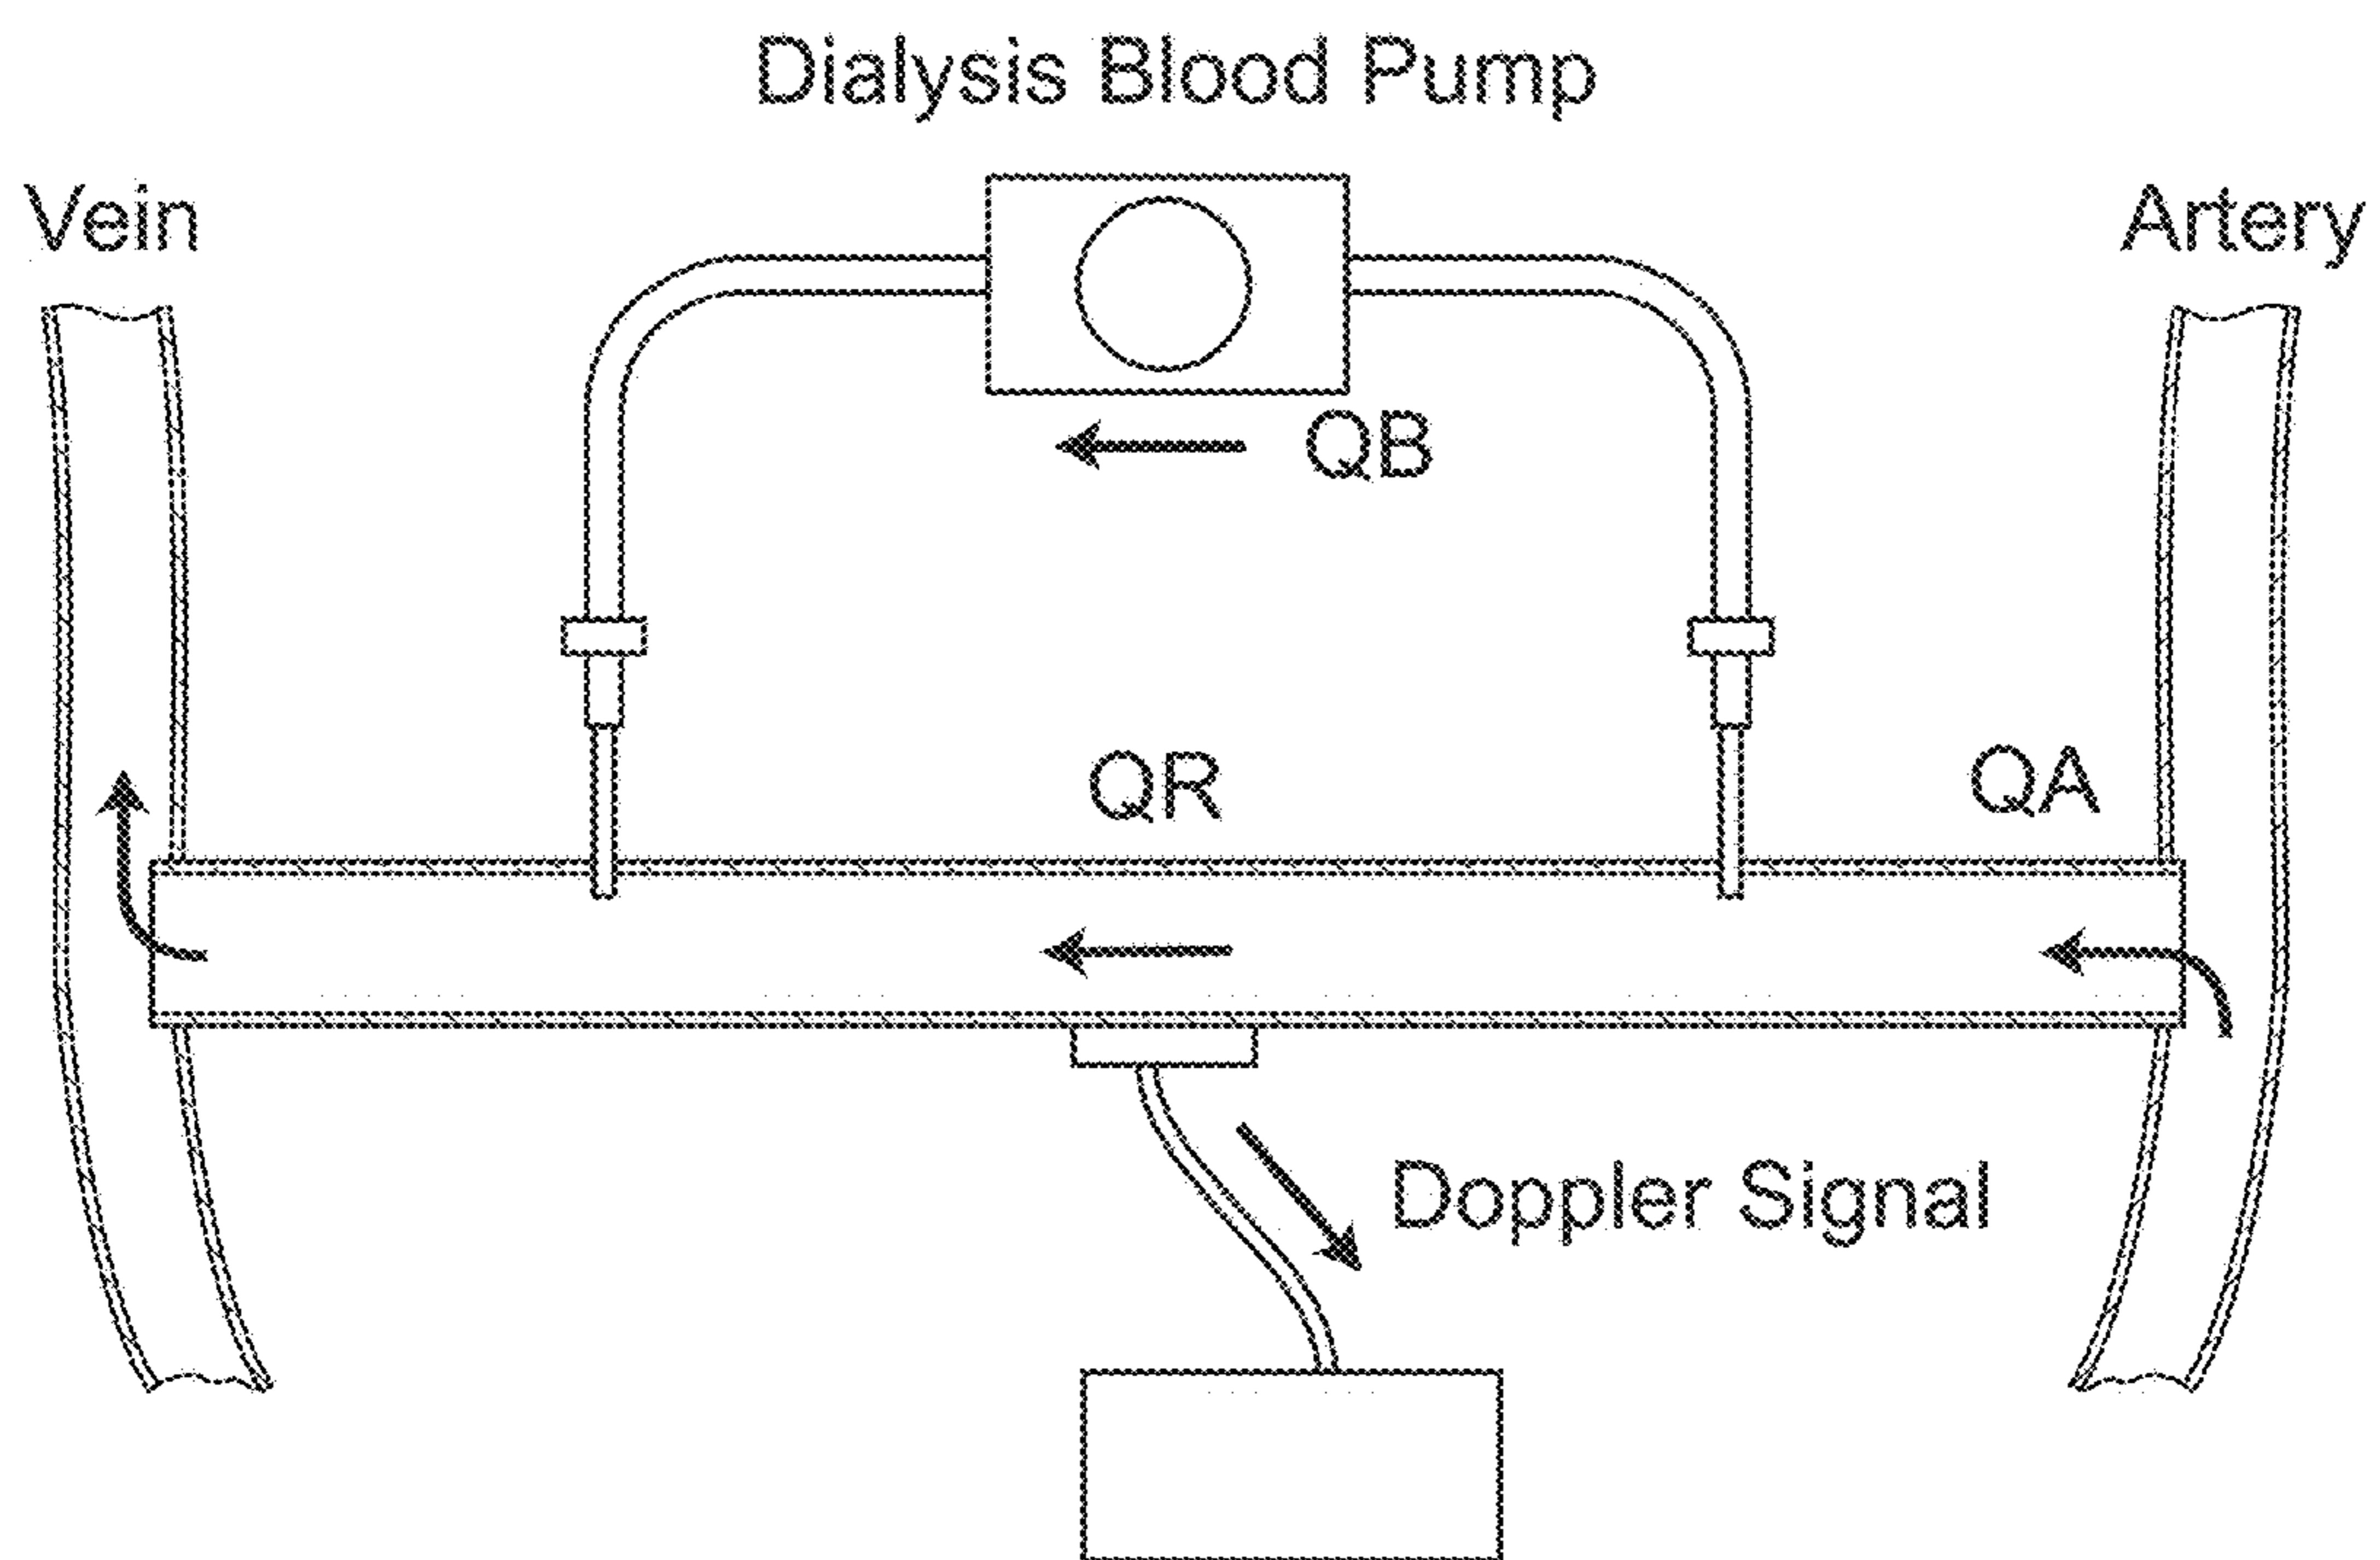 Dialysis Blood Pump
Vein
Artery
QB
QR
QA
Doppler Signal